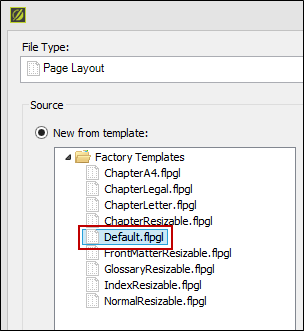 File Type:
Page Layout
Source
New from template:
Factory Templates
ChapterA4.flpgl
ChapterLegal.flpgl
ChapterLetter.flpgl
ChapterResizable.flpgl
Default.flpgl
FrontMatterResizable.flpgl
GlossaryResizable.flpgl
IndexResizable.flpgl
NormalResizable.flpgl